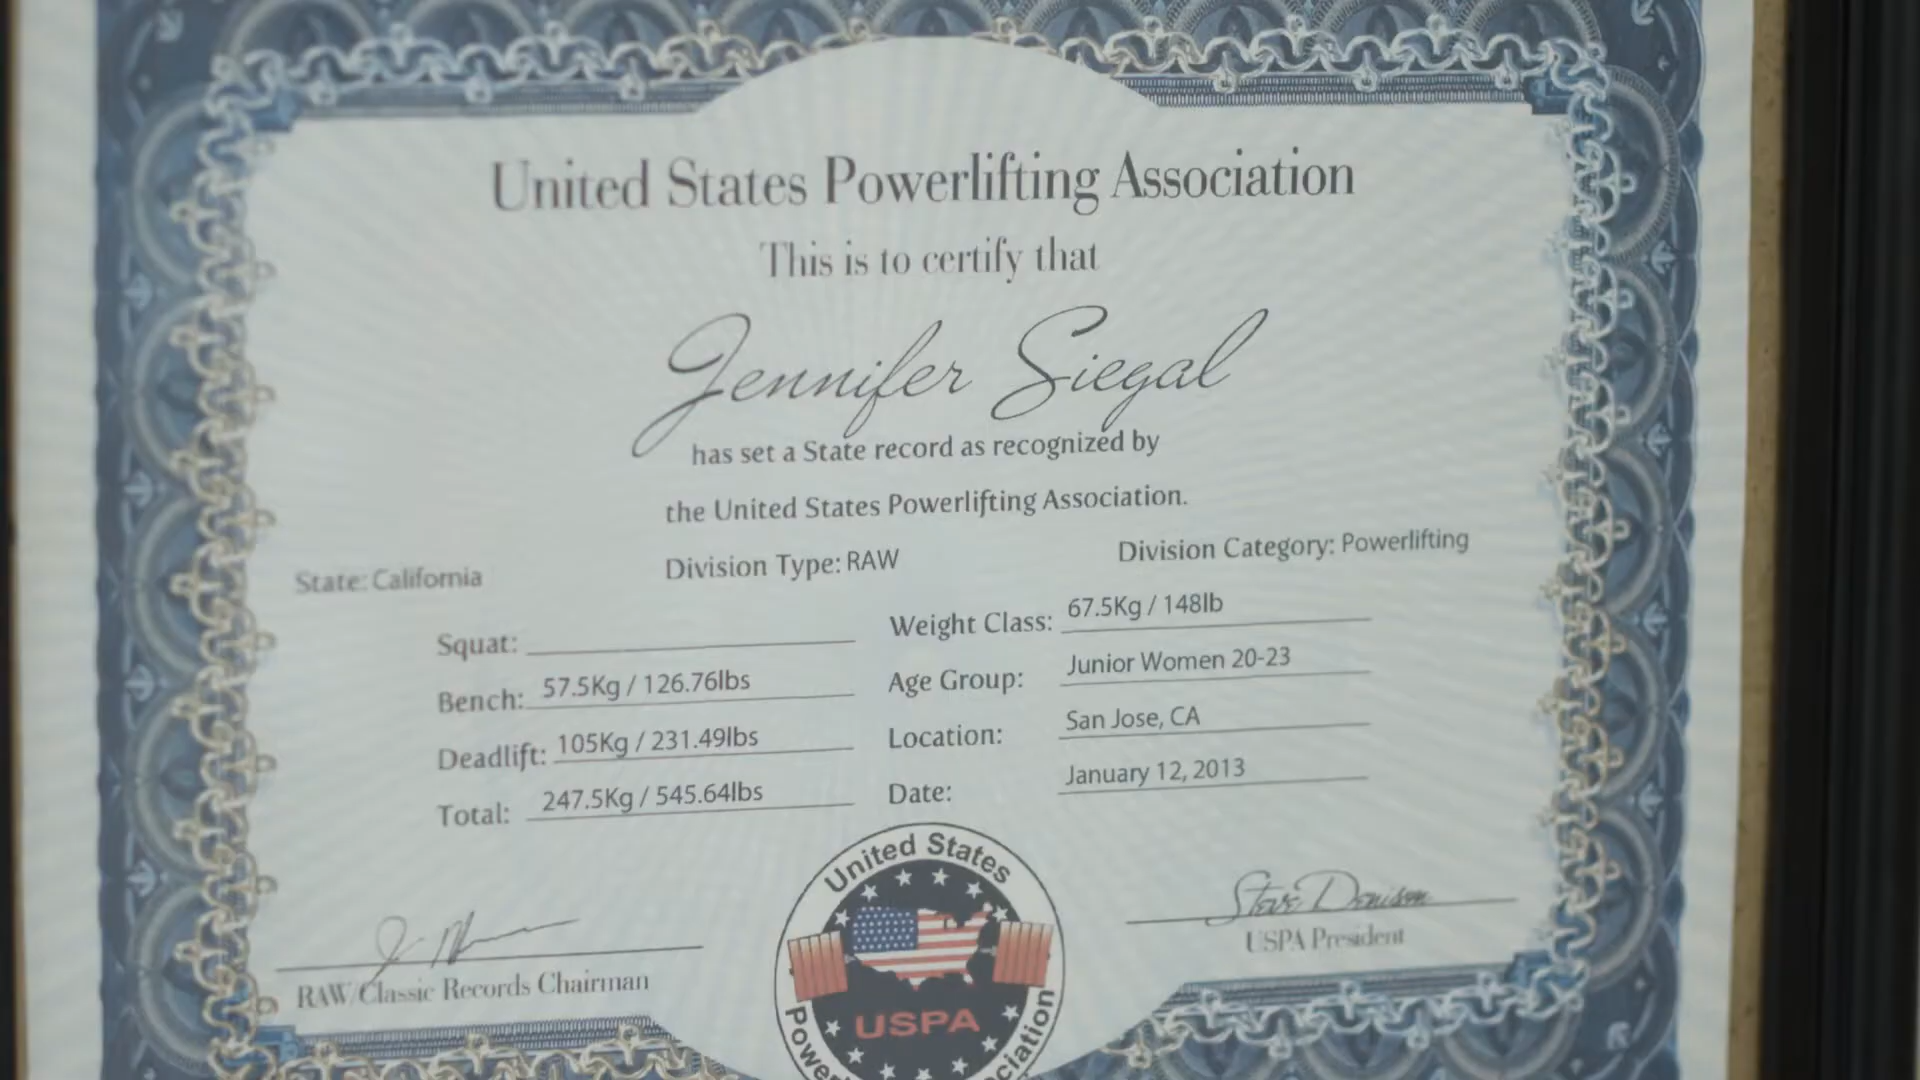 United States Powerlifting Association
This is to certify that
Jennifer Siegal
has set a State record as recognized by
the United States Powerlifting Association.
State: California Division Type: RAW Division Category: Powerlifting
Squat: Weight Class: 67.5Kg / 148lb
Bench: 57.5Kg / 126.76lbs Age Group: Junior Women 20-23
Deadlift: 105Kg / 231.49lbs Location: San Jose, CA
Total: 247.5Kg / 545.64lbs Date: January 12, 2013
United States
Steve Denison
RAW/Classic Records Chairman USPA President
USPA